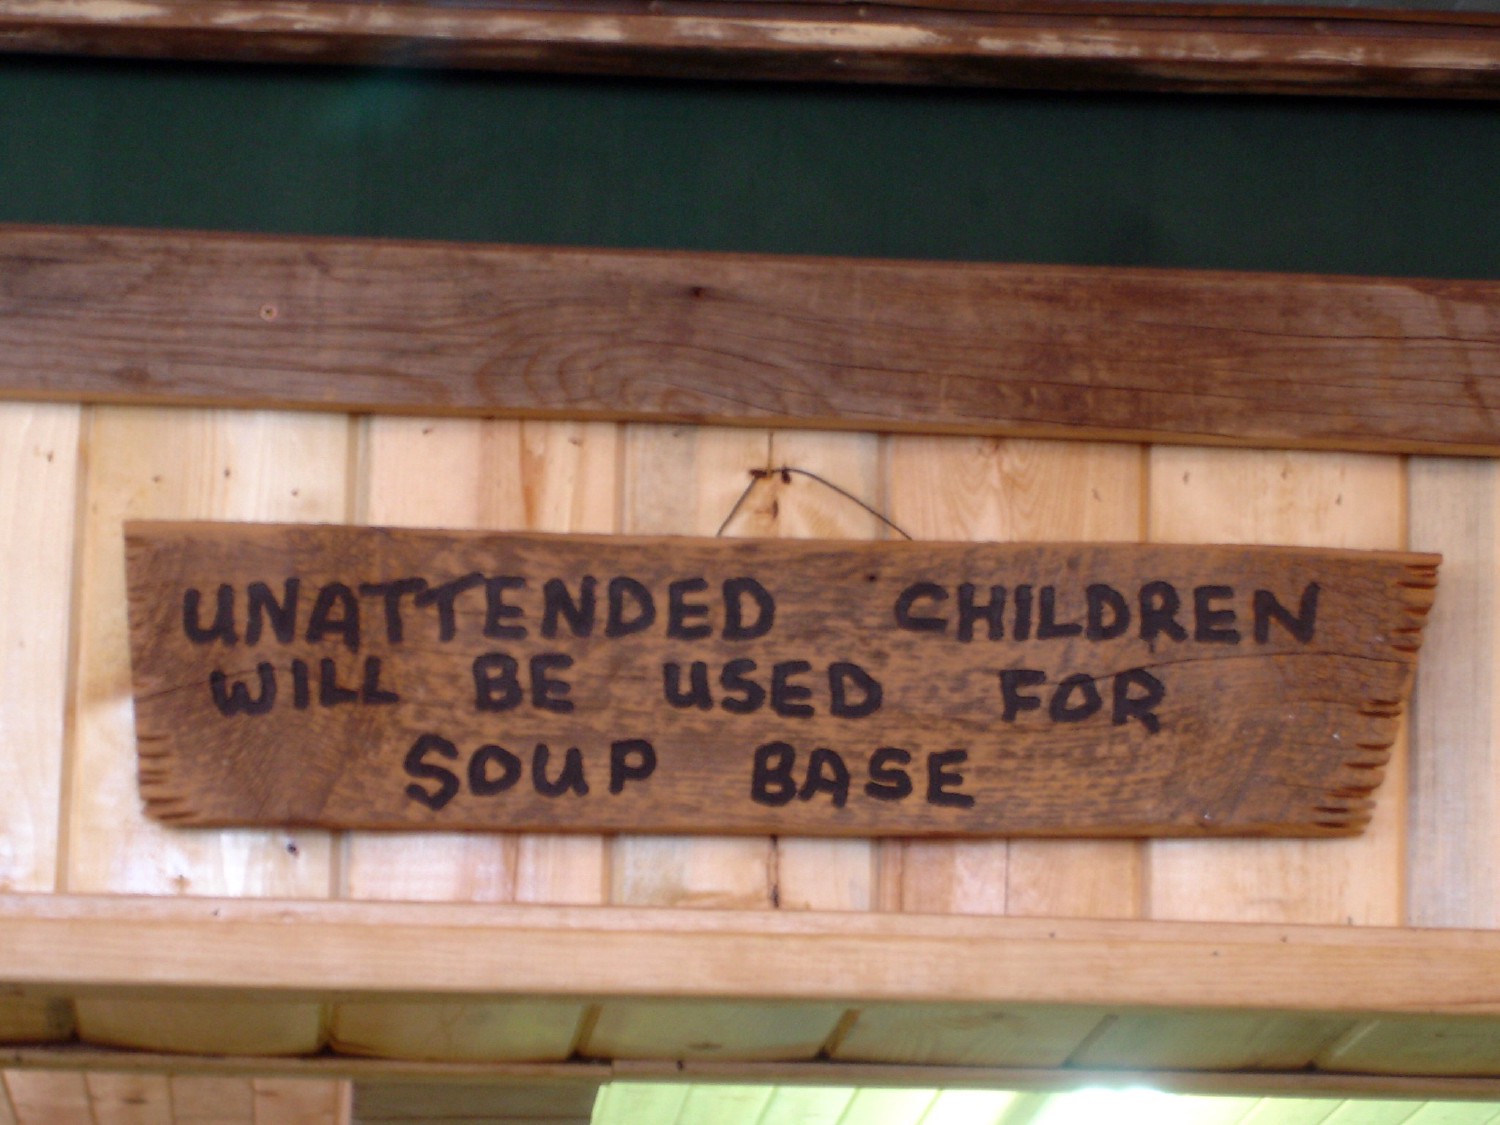 UNATTENDED CHILDREN
WILL BE USED FOR
SOUP BASE